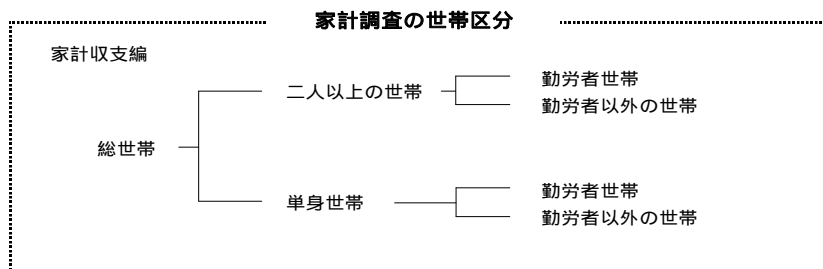 家計調査の世帯区分
家計収支編
総世帯
二人以上の世帯
勤労者世帯
勤労者以外の世帯
単身世帯
勤労者世帯
勤労者以外の世帯